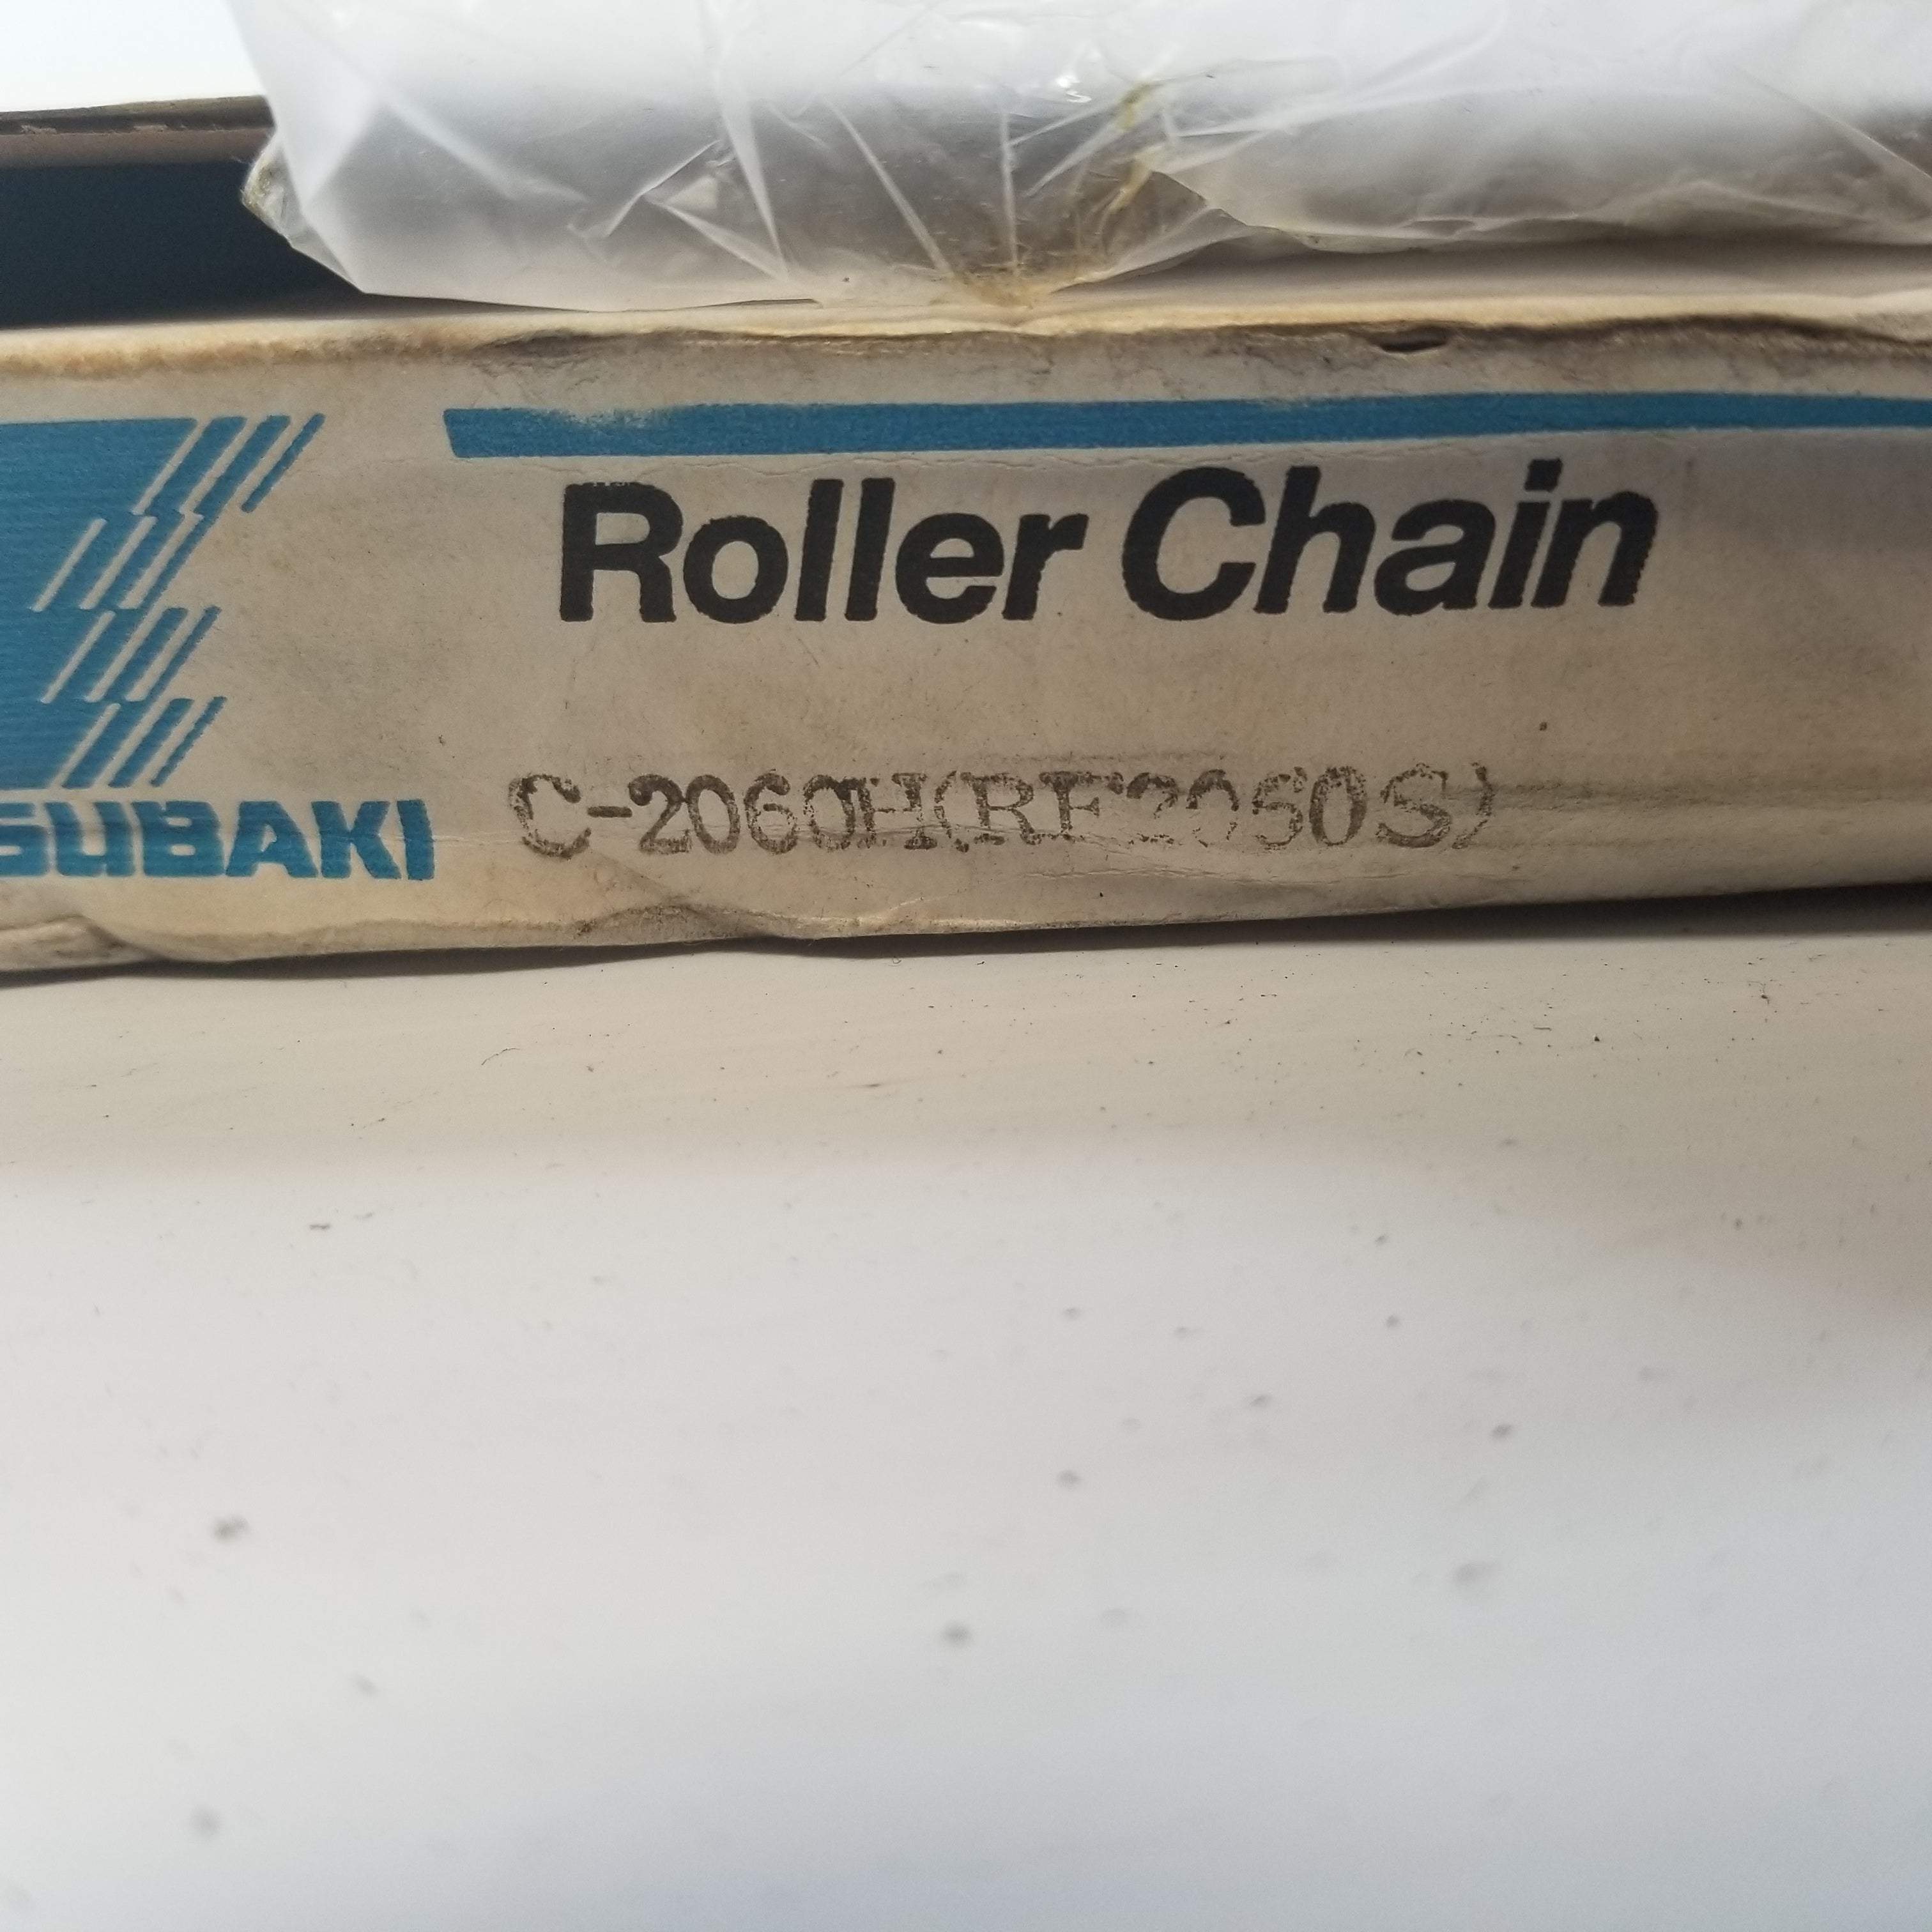 Roller Chain
SUBAKI
C-2060H(RF2060S)